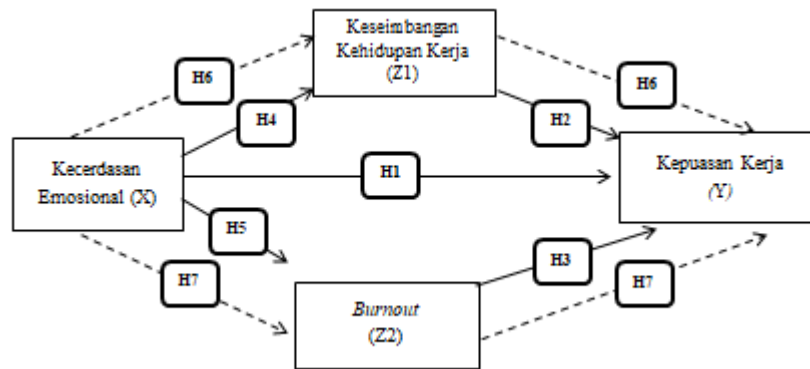 Keseimbangan
Kehidupan Kerja
(Z1)
H6
H6
H4
H2
Kecerdasan
Emosional (X)
H1
Kepuasan Kerja
(Y)
H5
H7
H3
H7
Burnout
(Z2)